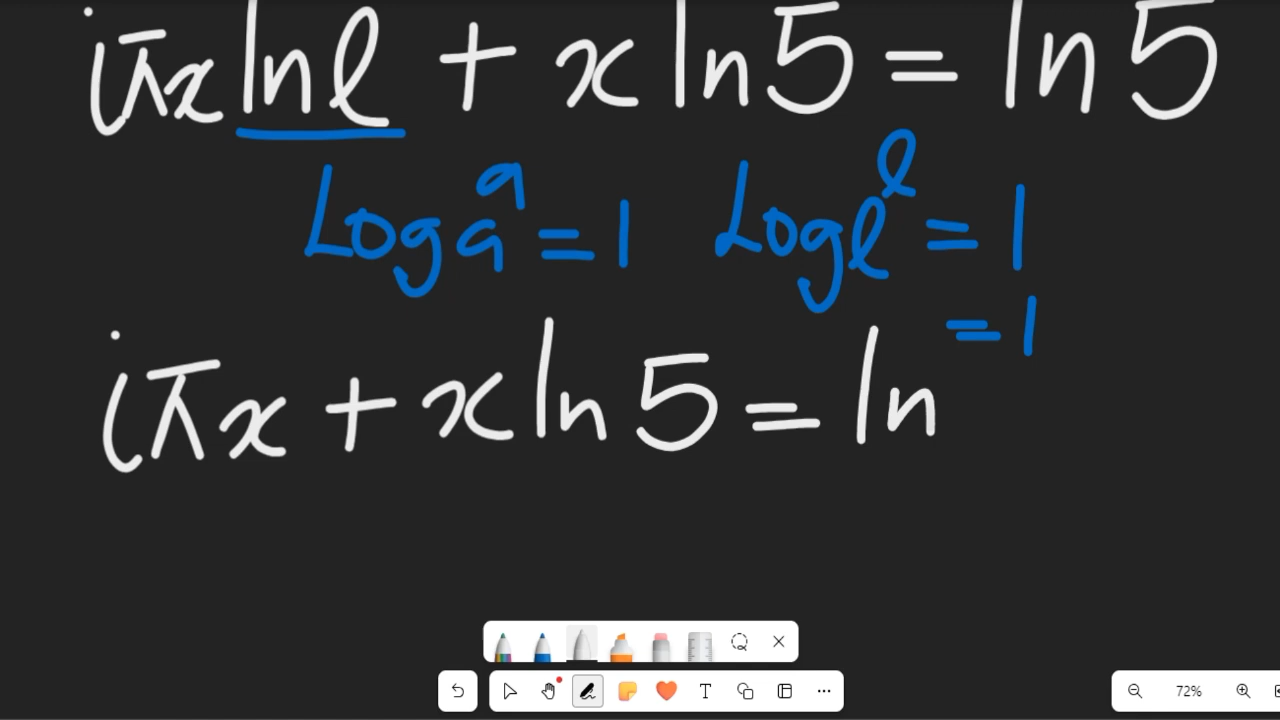 iπx ln e + x ln 5 = ln 5
Log a^a = 1 Log e^e = 1
= 1
iπx + x ln 5 = ln
72%